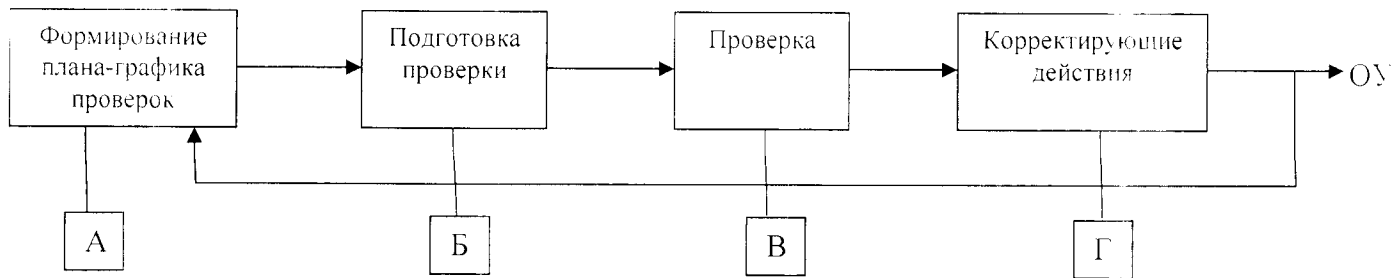 Формирование
плана-графика
проверок
Подготовка
проверки
Проверка
Корректирующие
действия
ОУ
А
Б
В
Г